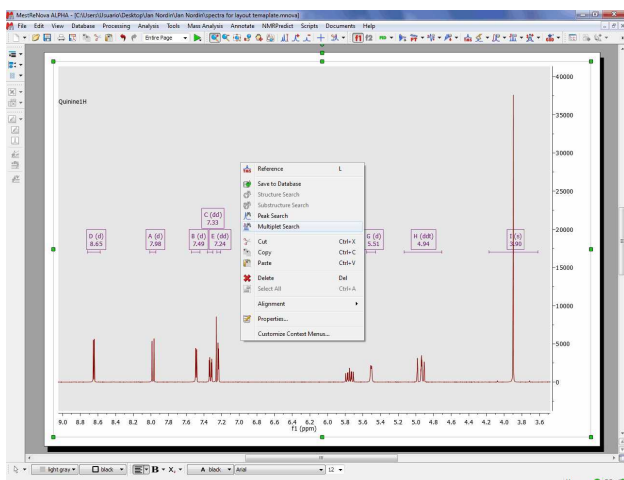 MestReNova ALPHA - [C:\Users\Usuario\Desktop\Jan Nordin\Jan Nordin\spectra for layout temaplate.mnova]
File Edit View Database Processing Analysis Tools Mass Analysis Annotate NMRPredict Scripts Documents Help
Entire Page
f1 f2
Quinine1H
40000
35000
30000
25000
20000
15000
10000
5000
0
Reference L
Save to Database
Structure Search
Substructure Search
Peak Search
Multiplet Search
Cut Ctrl+X
Copy Ctrl+C
Paste Ctrl+V
Delete Del
Select All Ctrl+A
Alignment
Properties...
Customize Context Menus...
C (dd)
7.33
D (d)
8.65
A (d)
7.98
B (d)
7.49
E (dd)
7.24
G (d)
5.51
H (ddt)
4.94
I (s)
3.90
9.0 8.8 8.6 8.4 8.2 8.0 7.8 7.6 7.4 7.2 7.0 6.8 6.6 6.4 6.2 6.0 5.8 5.6 5.4 5.2 5.0 4.8 4.6 4.4 4.2 4.0 3.8 3.6
f1 (ppm)
light gray black B X, A black Arial 12